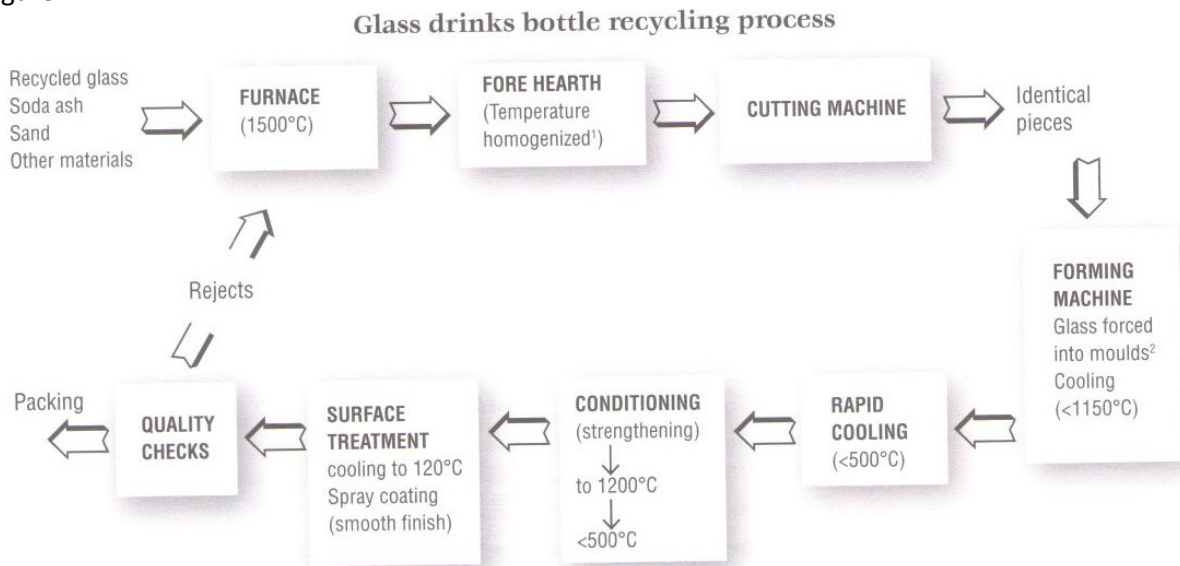 Glass drinks bottle recycling process
Recycled glass
Soda ash
Sand
Other materials
FURNACE
(1500°C)
FORE HEARTH
(Temperature
homogenized¹)
CUTTING MACHINE
Identical
pieces
FORMING
MACHINE
Glass forced
into moulds²
Cooling
(<1150°C)
RAPID
COOLING
(<500°C)
CONDITIONING
(strengthening)
to 1200°C
<500°C
SURFACE
TREATMENT
cooling to 120°C
Spray coating
(smooth finish)
QUALITY
CHECKS
Packing
Rejects